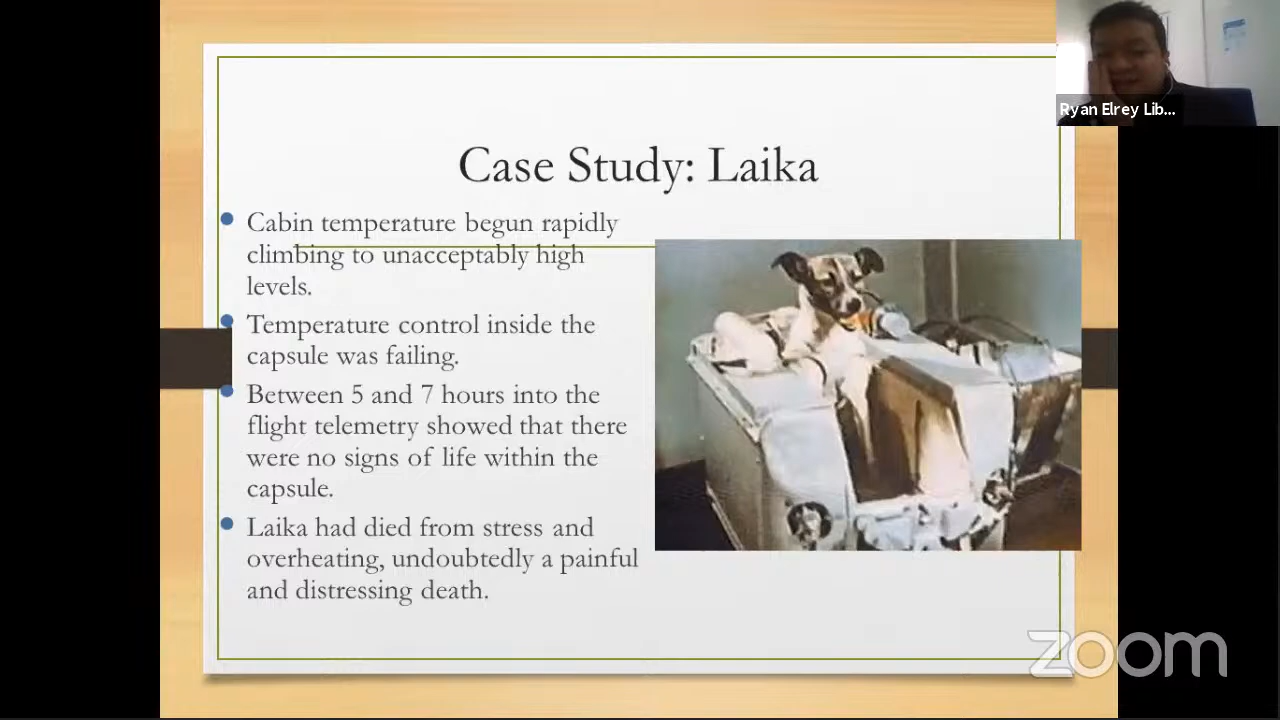 Ryan Elrey Lib...
Case Study: Laika
Cabin temperature begun rapidly
climbing to unacceptably high
levels.
Temperature control inside the
capsule was failing.
Between 5 and 7 hours into the
flight telemetry showed that there
were no signs of life within the
capsule.
Laika had died from stress and
overheating, undoubtedly a painful
and distressing death.
zoom